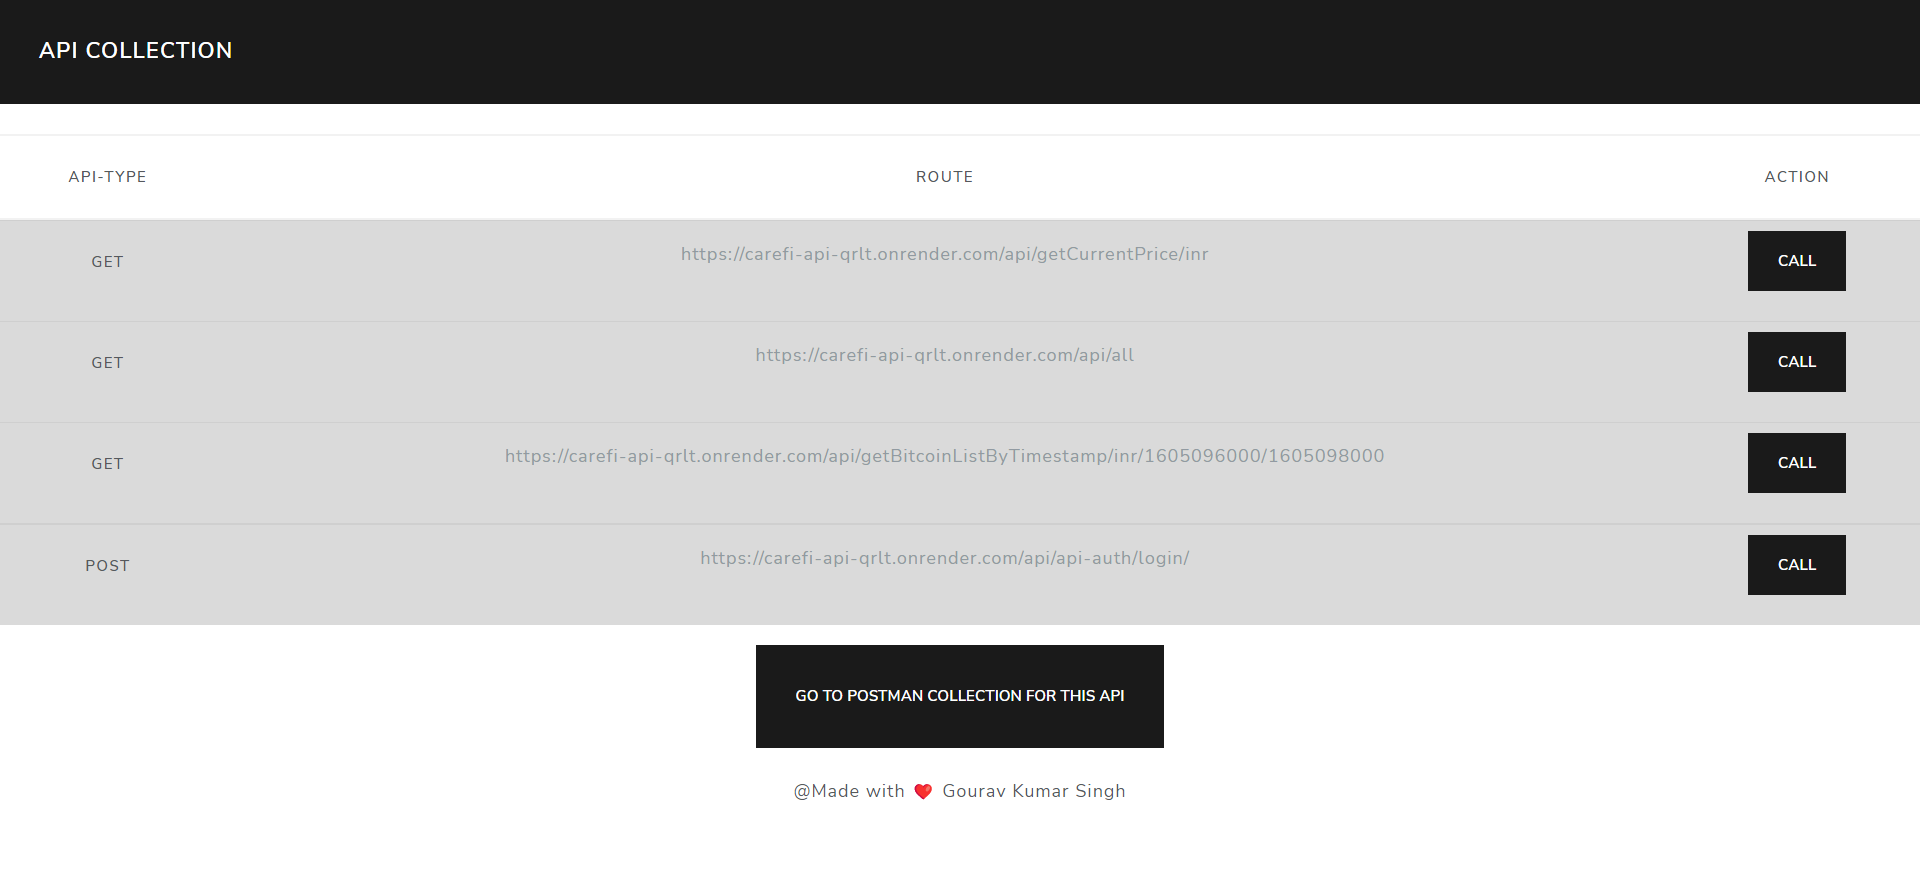 API COLLECTION
API-TYPE ROUTE ACTION
GET https://carefi-api-qrlt.onrender.com/api/getCurrentPrice/inr CALL
GET https://carefi-api-qrlt.onrender.com/api/all CALL
GET https://carefi-api-qrlt.onrender.com/api/getBitcoinListByTimestamp/inr/1605096000/1605098000 CALL
POST https://carefi-api-qrlt.onrender.com/api/api-auth/login/ CALL
GO TO POSTMAN COLLECTION FOR THIS API
@Made with ❤️ Gourav Kumar Singh